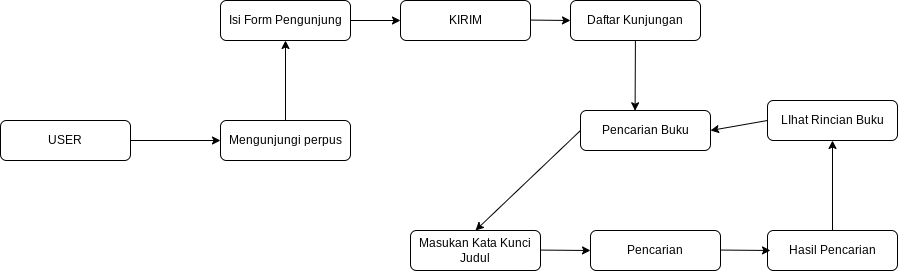 Isi Form Pengunjung
KIRIM
Daftar Kunjungan
USER
Mengunjungi perpus
Pencarian Buku
LIhat Rincian Buku
Masukan Kata Kunci
Judul
Pencarian
Hasil Pencarian